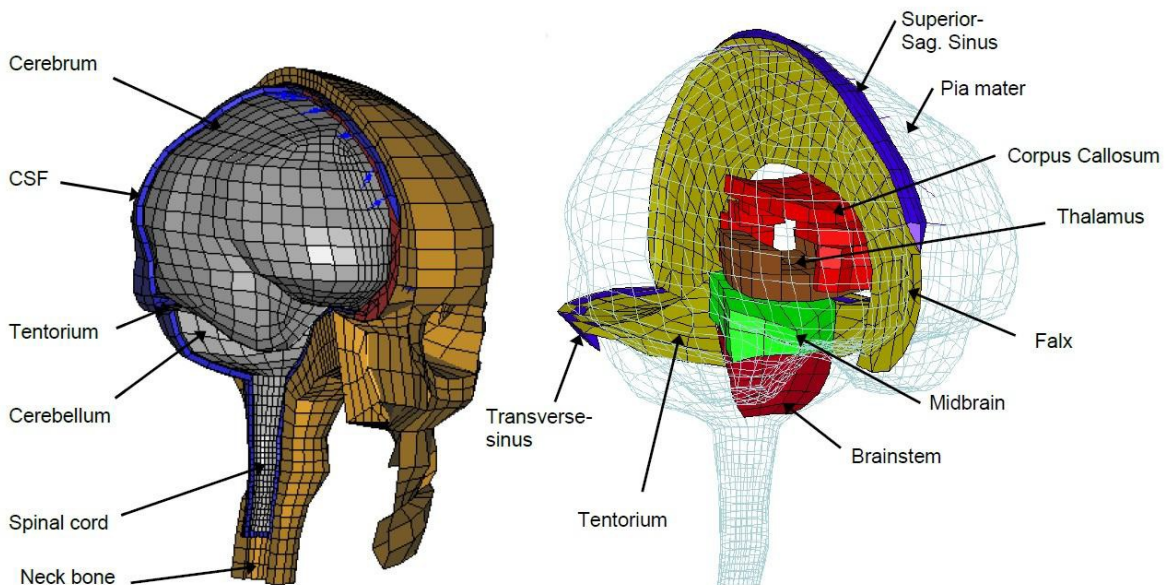 Cerebrum
CSF
Tentorium
Cerebellum
Spinal cord
Neck bone
Superior-
Sag. Sinus
Pia mater
Corpus Callosum
Thalamus
Falx
Midbrain
Brainstem
Transverse-
sinus
Tentorium